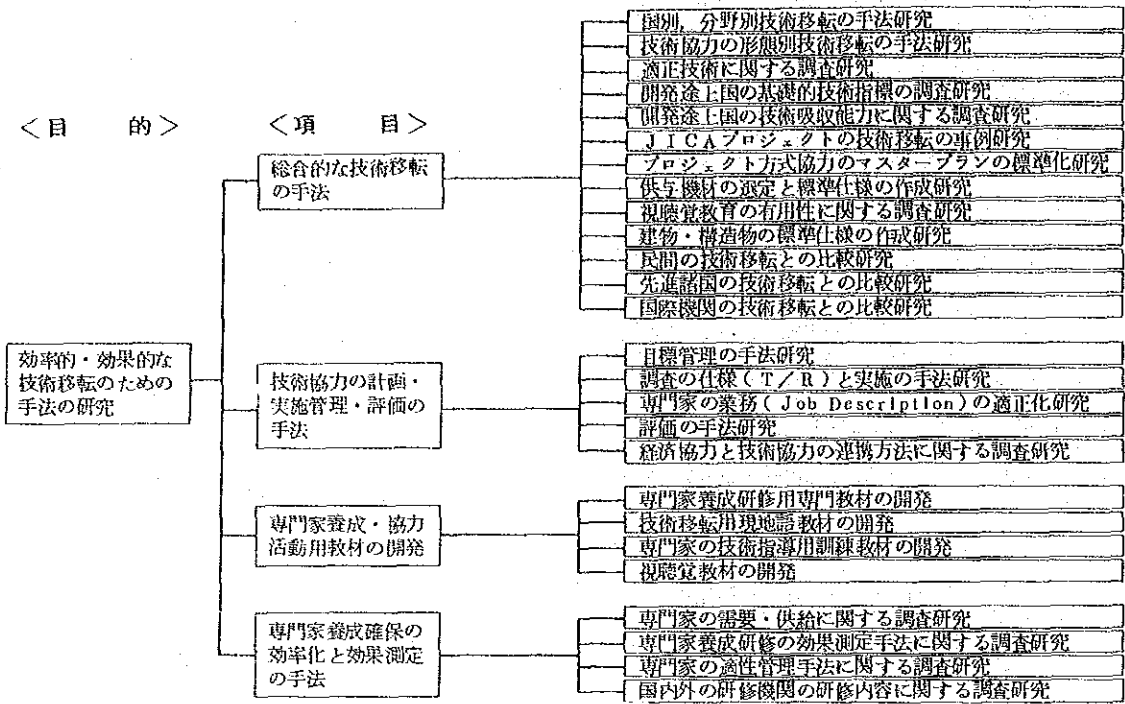 国別，分野別技術移転の手法研究
技術協力の形態別技術移転の手法研究
適正技術に関する調査研究
開発途上国の基礎的技術指標の調査研究
開発途上国の技術吸収能力に関する調査研究
JICAプロジェクトの技術移転の事例研究
プロジェクト方式協力のマスタープランの標準化研究
供与機材の選定と標準仕様の作成研究
視聴覚教育の有用性に関する調査研究
建物・構造物の標準仕様の作成研究
民間の技術移転との比較研究
先進諸国の技術移転との比較研究
国際機関の技術移転との比較研究
＜目　的＞
＜項　目＞
総合的な技術移転
の手法
効率的・効果的な
技術移転のための
手法の研究
技術協力の計画・
実施管理・評価の
手法
目標管理の手法研究
調査の仕様（T／R）と実施の手法研究
専門家の業務（Job Description）の適正化研究
評価の手法研究
経済協力と技術協力の連携方法に関する調査研究
専門家養成・協力
活動用教材の開発
専門家養成研修用専門教材の開発
技術移転用現地語教材の開発
専門家の技術指導用訓練教材の開発
視聴覚教材の開発
専門家養成確保の
効率化と効果測定
の手法
専門家の需要・供給に関する調査研究
専門家養成研修の効果測定手法に関する調査研究
専門家の適性管理手法に関する調査研究
国内外の研修機関の研修内容に関する調査研究